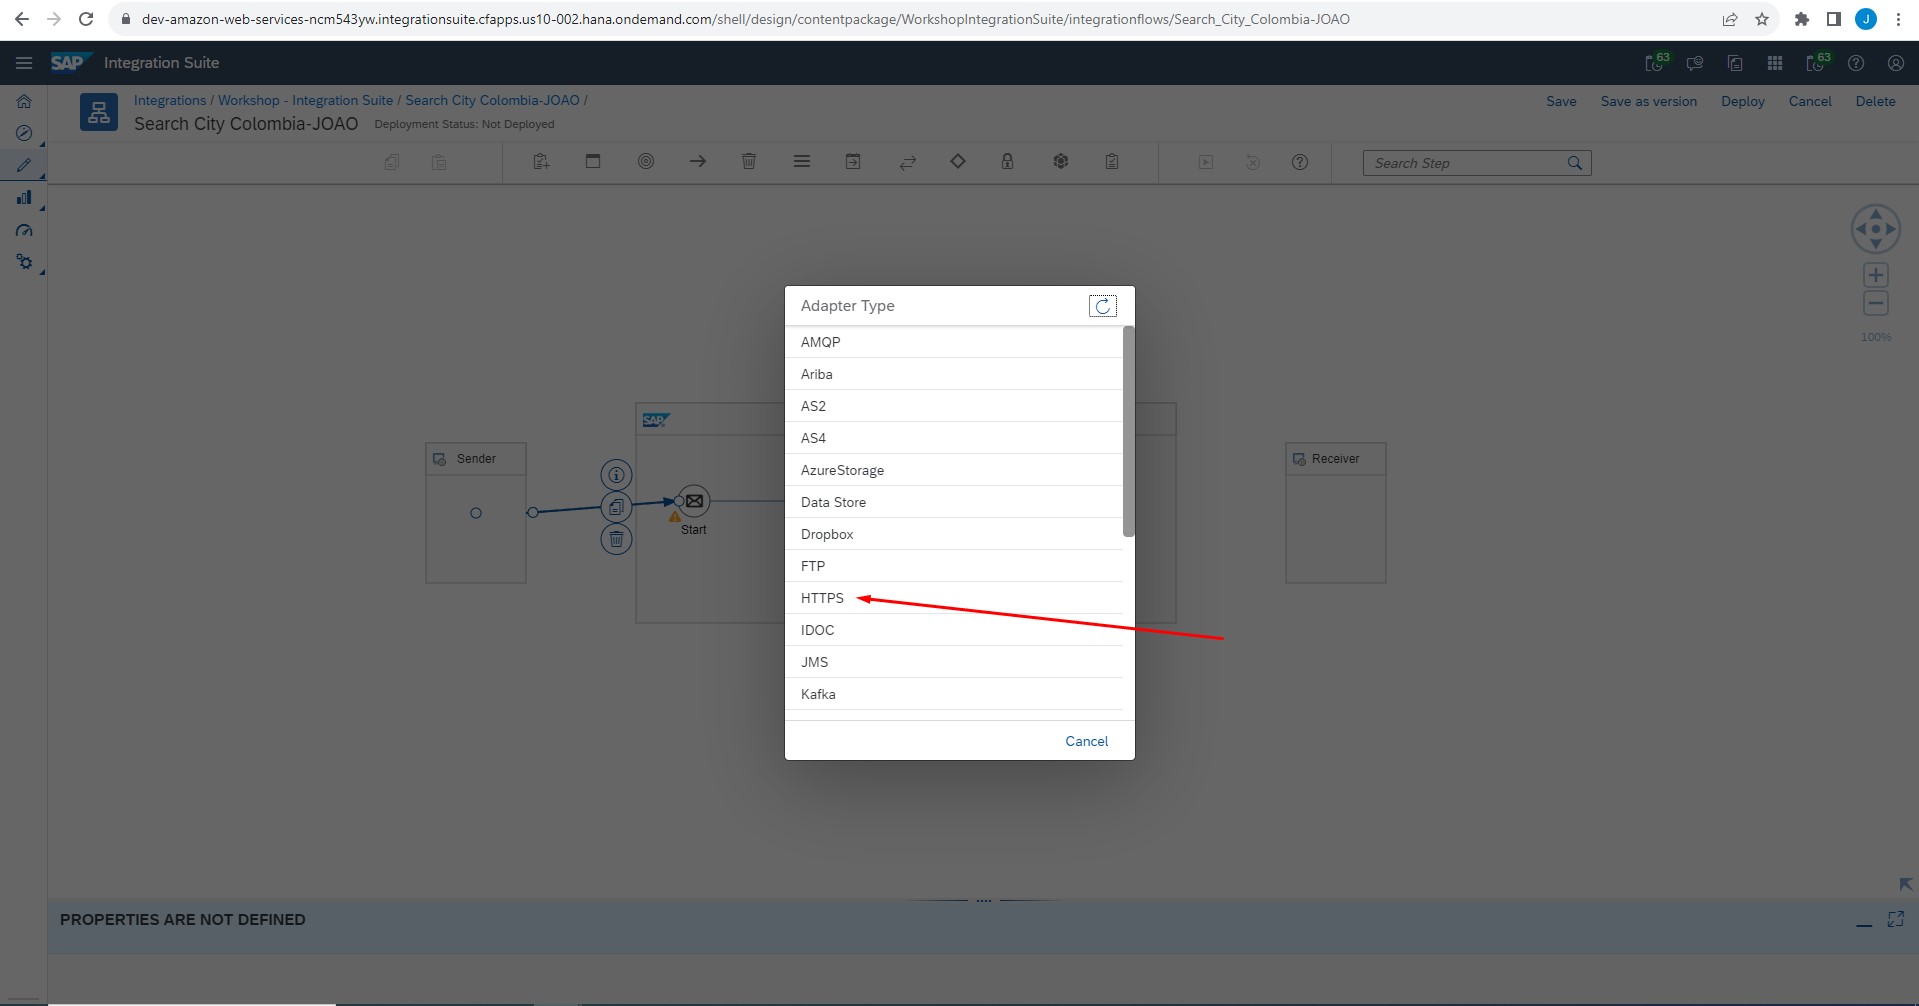 dev-amazon-web-services-ncm543yw.integrationsuite.cfapps.us10-002.hana.ondemand.com/shell/design/contentpackage/WorkshopIntegrationSuite/integrationflows/Search_City_Colombia-JOAO
J
SAP Integration Suite
63
63
Integrations / Workshop - Integration Suite / Search City Colombia-JOAO /
Search City Colombia-JOAO Deployment Status: Not Deployed
Save Save as version Deploy Cancel Delete
Search Step
100%
Adapter Type
AMQP
Ariba
AS2
AS4
AzureStorage
Data Store
Dropbox
FTP
HTTPS
IDOC
JMS
Kafka
Cancel
SAP
Sender
Start
Receiver
PROPERTIES ARE NOT DEFINED